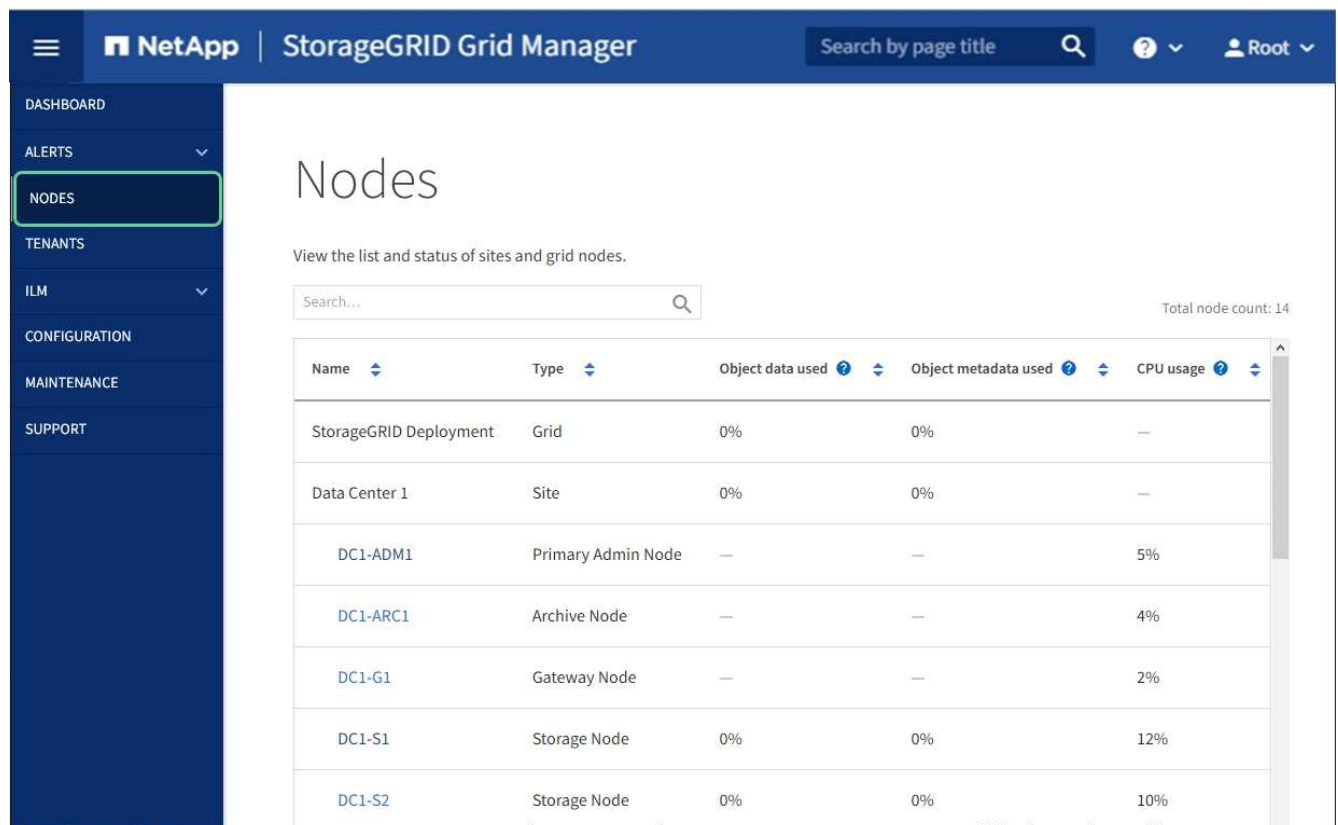 NetApp | StorageGRID Grid Manager Search by page title ? Root
DASHBOARD
ALERTS
NODES
TENANTS
ILM
CONFIGURATION
MAINTENANCE
SUPPORT
Nodes
View the list and status of sites and grid nodes.
Search...
Total node count: 14
Name Type Object data used ? Object metadata used ? CPU usage ?
StorageGRID Deployment Grid 0% 0% —
Data Center 1 Site 0% 0% —
DC1-ADM1 Primary Admin Node — — 5%
DC1-ARC1 Archive Node — — 4%
DC1-G1 Gateway Node — — 2%
DC1-S1 Storage Node 0% 0% 12%
DC1-S2 Storage Node 0% 0% 10%